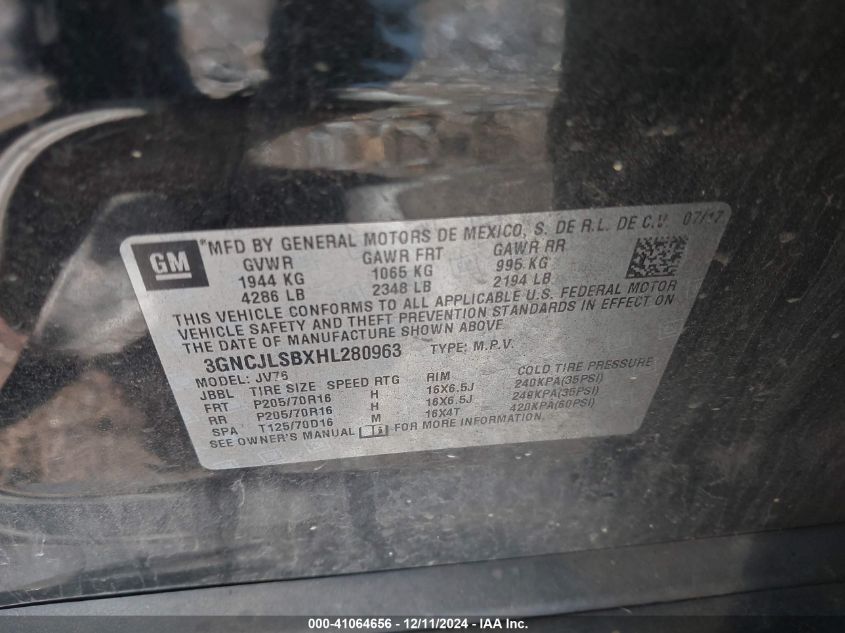 GM
*MFD BY GENERAL MOTORS DE MEXICO, S. DE R.L. DE C.V. 07/17
GVWR GAWR FRT GAWR RR
1944 KG 1065 KG 995 KG
4286 LB 2348 LB 2194 LB
THIS VEHICLE CONFORMS TO ALL APPLICABLE U.S. FEDERAL MOTOR
VEHICLE SAFETY AND THEFT PREVENTION STANDARDS IN EFFECT ON
THE DATE OF MANUFACTURE SHOWN ABOVE.
3GNCJLSBXHL280963 TYPE: M.P.V.
MODEL: JV76
JBBL TIRE SIZE SPEED RTG RIM COLD TIRE PRESSURE
FRT P205/70R16 H 16X6.5J 240KPA(35PSI)
RR P205/70R16 H 16X6.5J 240KPA(35PSI)
SPA T125/70D16 M 16X4T 420KPA(60PSI)
SEE OWNER'S MANUAL FOR MORE INFORMATION.
000-41064656 - 12/11/2024 - IAA Inc.